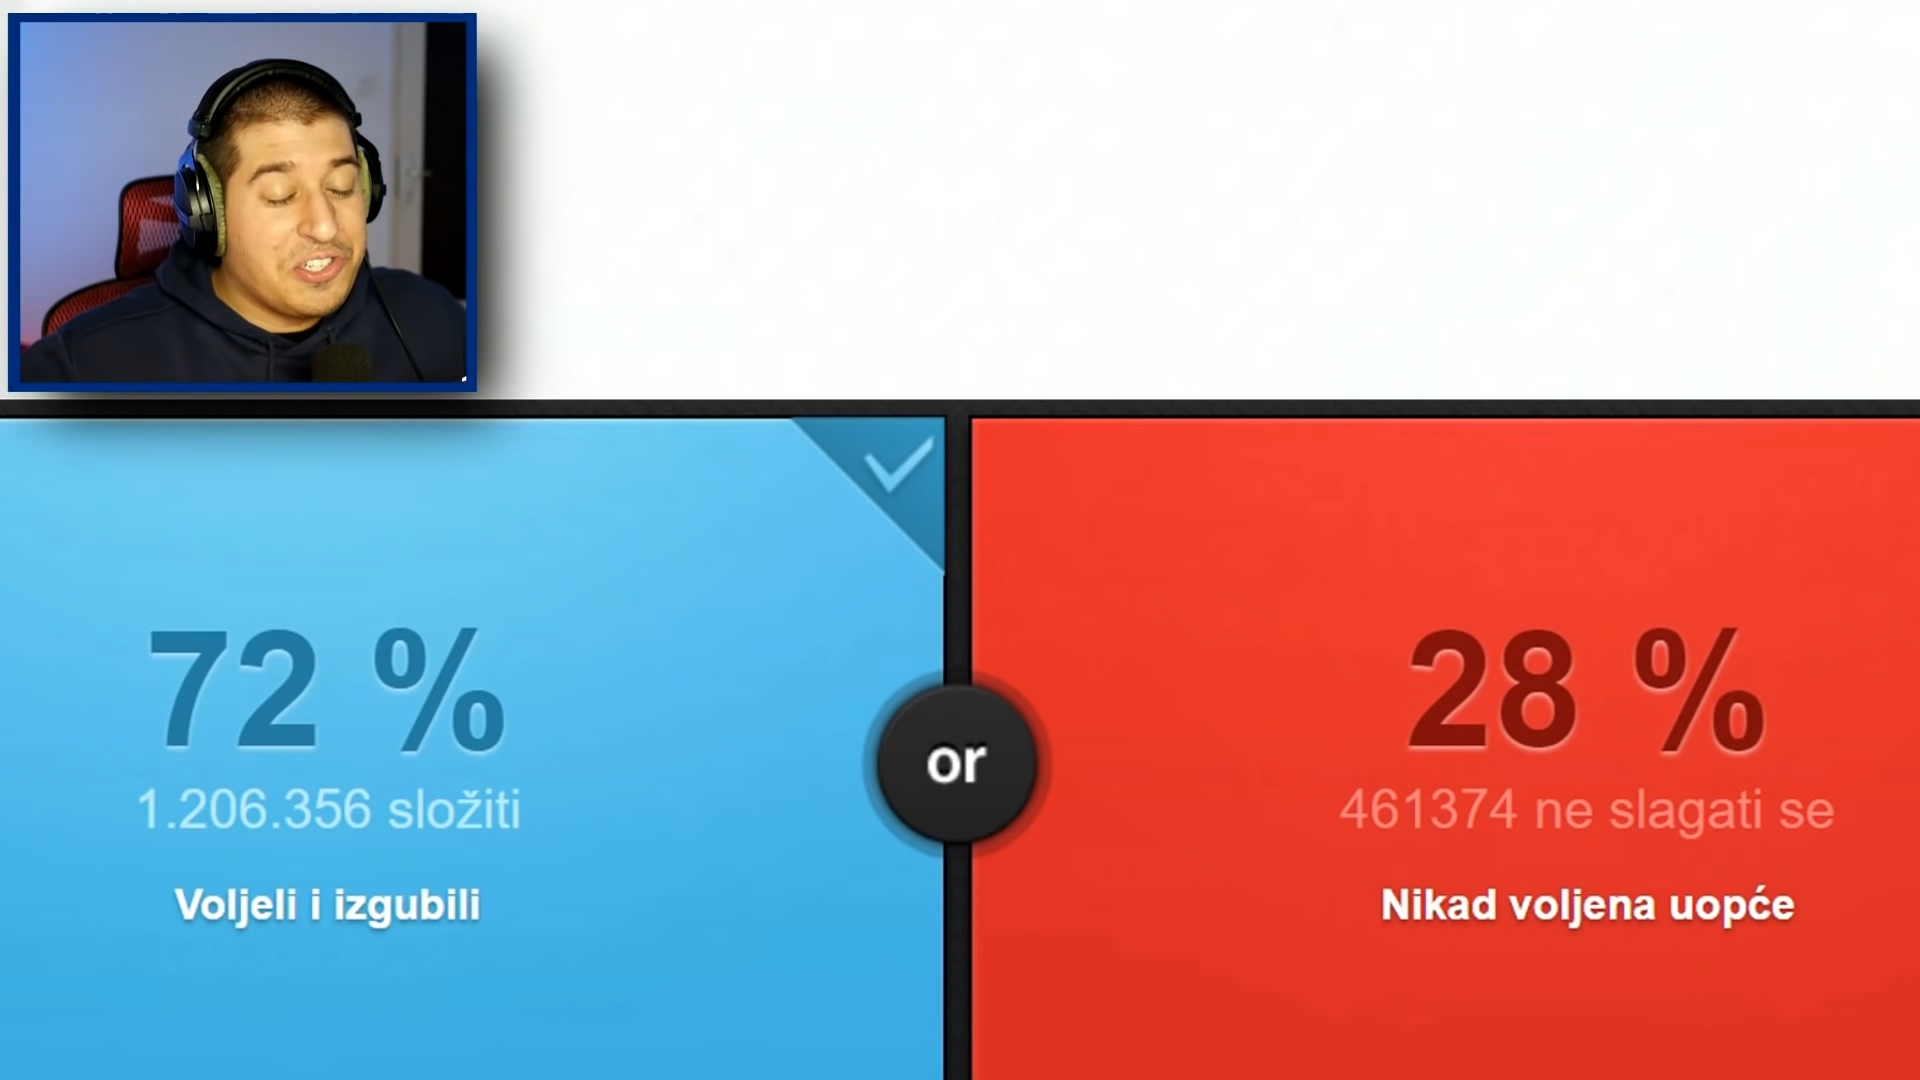 72 %
1.206.356 složiti
Voljeli i izgubili
or
28 %
461374 ne slagati se
Nikad voljena uopće